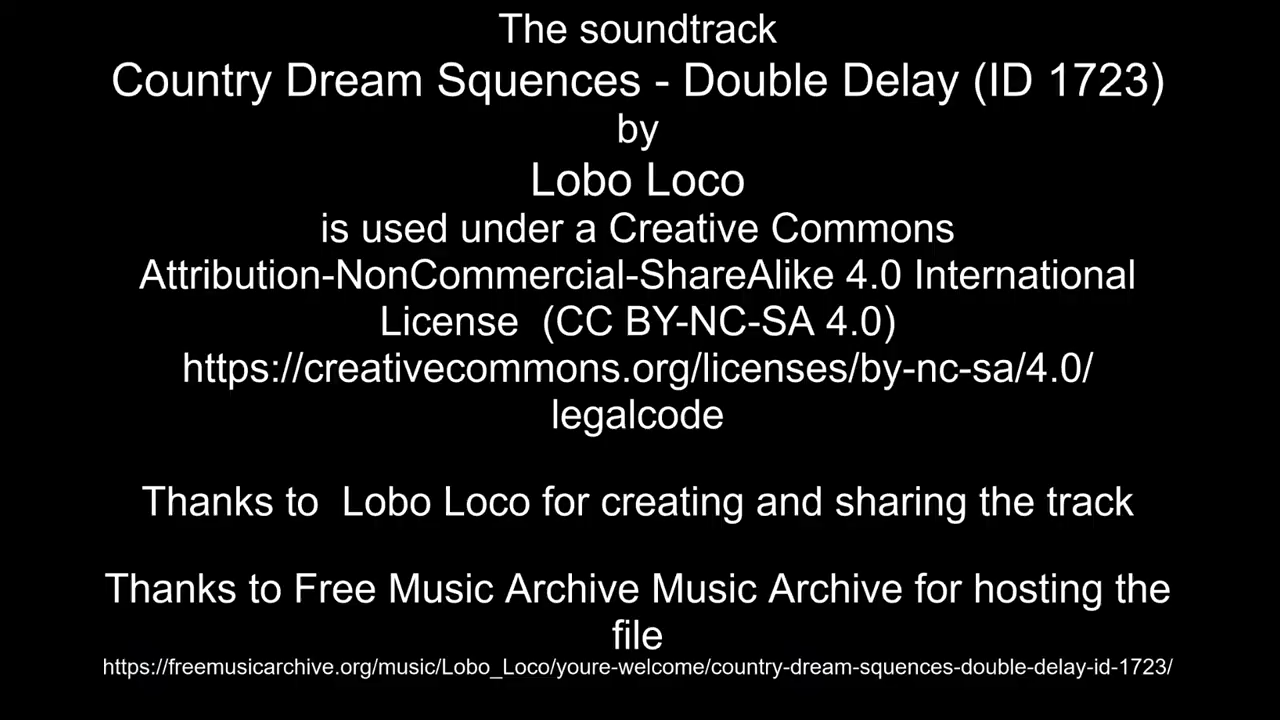 The soundtrack
Country Dream Squences - Double Delay (ID 1723)
by
Lobo Loco
is used under a Creative Commons
Attribution-NonCommercial-ShareAlike 4.0 International
License  (CC BY-NC-SA 4.0)
https://creativecommons.org/licenses/by-nc-sa/4.0/
legalcode
Thanks to  Lobo Loco for creating and sharing the track
Thanks to Free Music Archive Music Archive for hosting the
file
https://freemusicarchive.org/music/Lobo_Loco/youre-welcome/country-dream-squences-double-delay-id-1723/